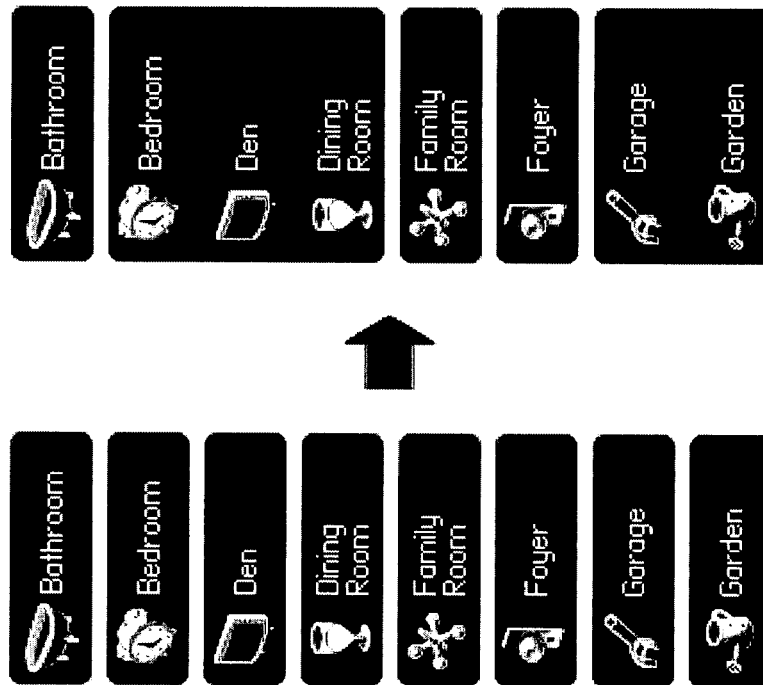 Bathroom
Bedroom
Den
Dining
Room
Family
Room
Foyer
Garage
Garden
Bathroom
Bedroom
Den
Dining
Room
Family
Room
Foyer
Garage
Garden